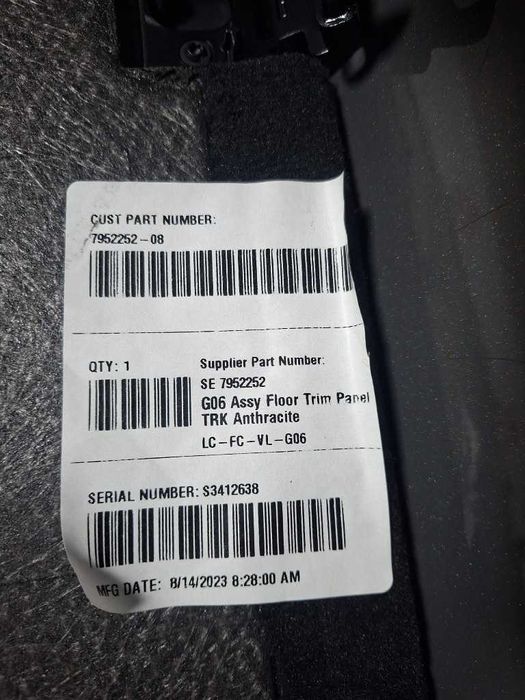 CUST PART NUMBER:
7952252-08
QTY: 1
Supplier Part Number:
SE 7952252
G06 Assy Floor Trim Panel
TRK Anthracite
LC-FC-VL-G06
SERIAL NUMBER: S3412638
MFG DATE: 8/14/2023 8:28:00 AM